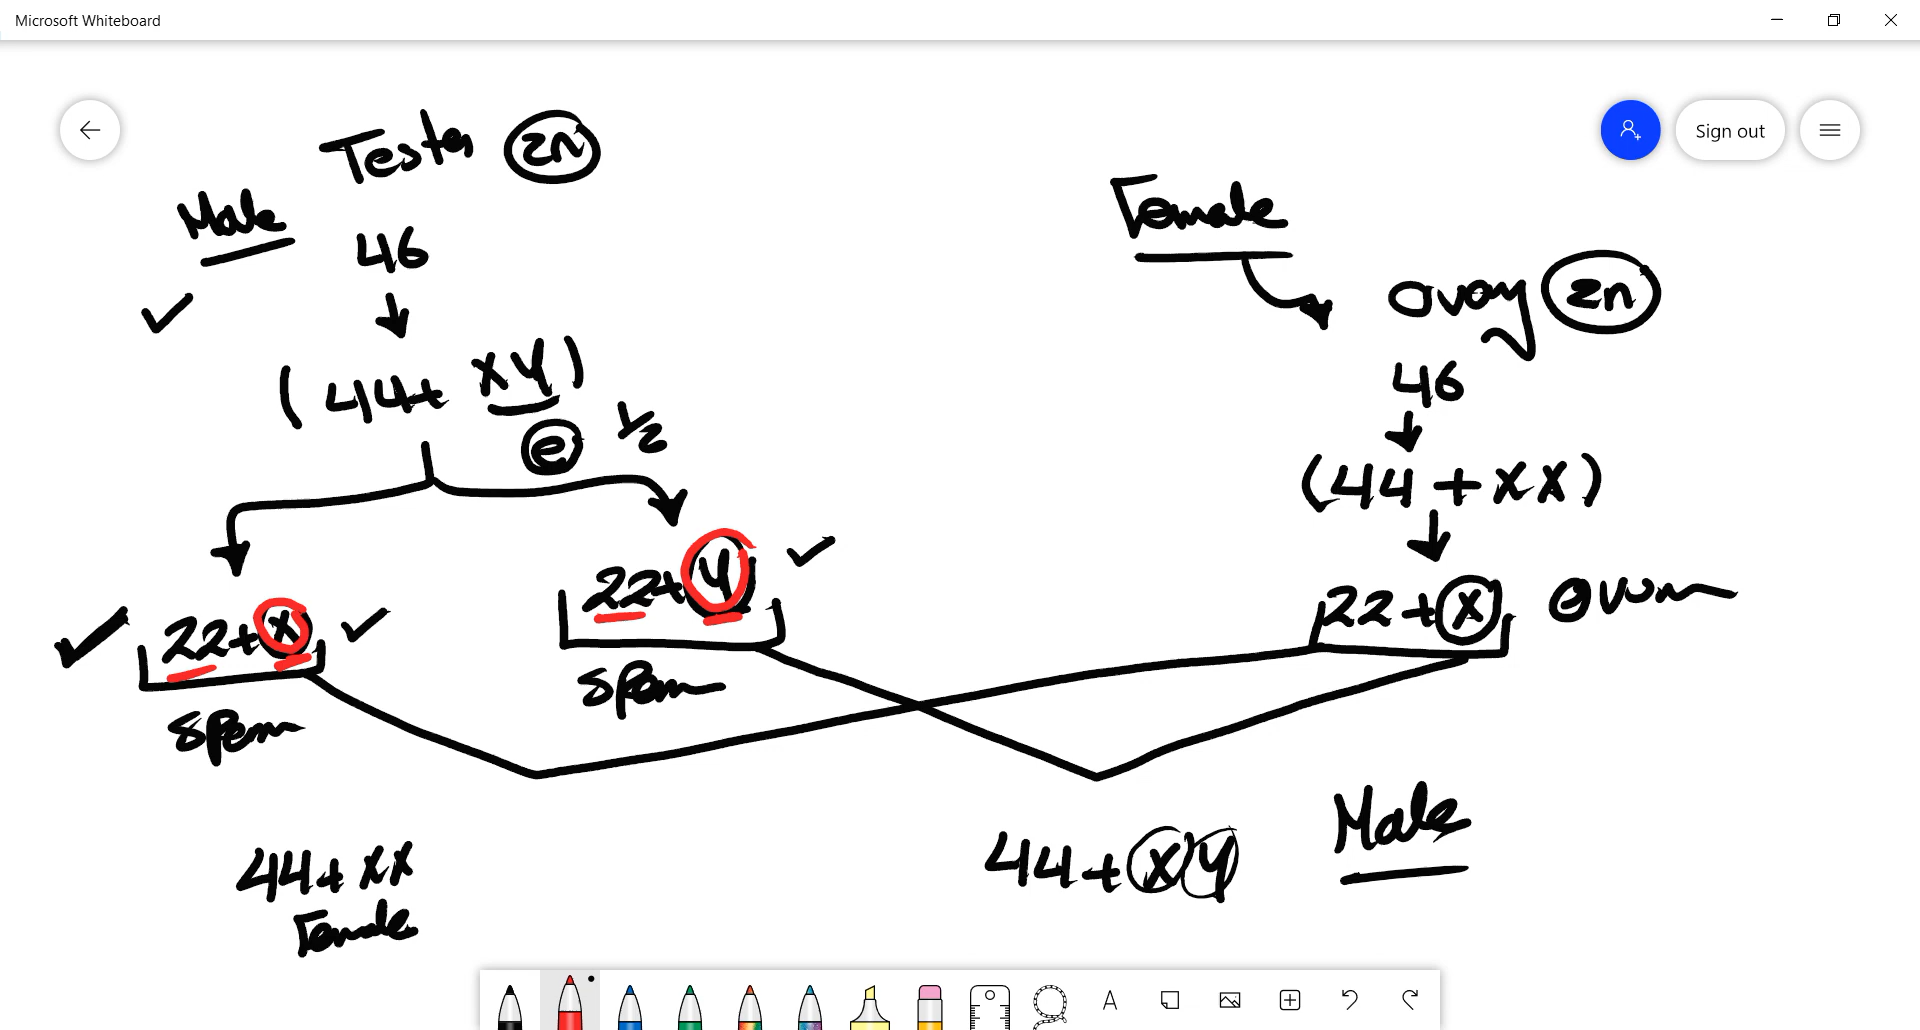 Microsoft Whiteboard
Sign out
Testes 2n
Male
46
(44+ XY)
e 1/2
22+X
Sperm
22+Y
Sperm
Female
Ovary 2n
46
(44+XX)
22+X Ovum
44+XX
Female
44+XY Male
A